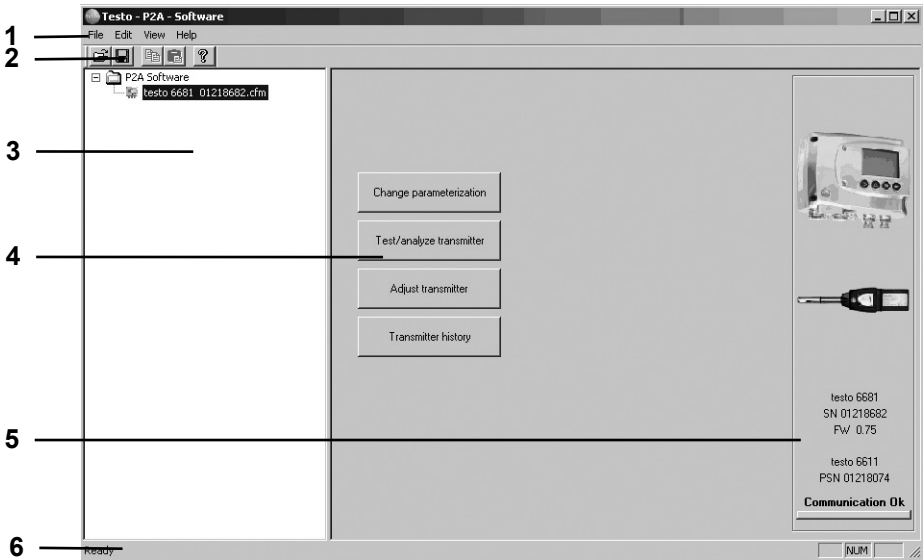 Testo - P2A - Software
1
File Edit View Help
2
P2A Software
testo 6681 01218682.cfm
3
Change parameterization
Test/analyze transmitter
4
Adjust transmitter
Transmitter history
testo 6681
SN 01218682
5
FW 0.75
testo 6611
PSN 01218074
Communication Ok
6
Ready
NUM